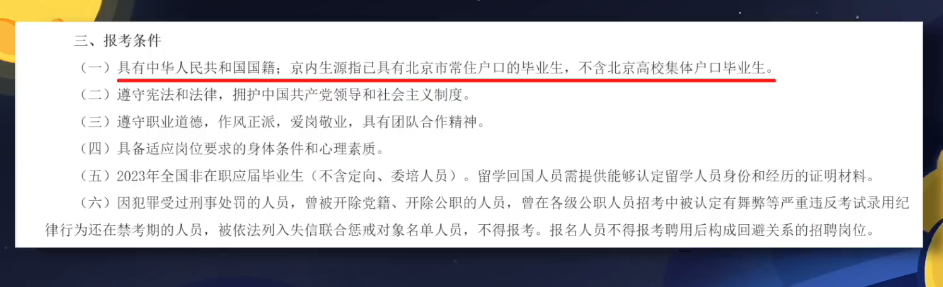 三、报考条件
（一）具有中华人民共和国国籍；京内生源指已具有北京市常住户口的毕业生，不含北京高校集体户口毕业生。
（二）遵守宪法和法律，拥护中国共产党领导和社会主义制度。
（三）遵守职业道德，作风正派，爱岗敬业，具有团队合作精神。
（四）具备适应岗位要求的身体条件和心理素质。
（五）2023年全国非在职应届毕业生（不含定向、委培人员）。留学回国人员需提供能够认定留学人员身份和经历的证明材料。
（六）因犯罪受过刑事处罚的人员，曾被开除党籍、开除公职的人员，曾在各级公职人员招考中被认定有舞弊等严重违反考试录用纪
律行为还在禁考期的人员，被依法列入失信联合惩戒对象名单人员，不得报考。报名人员不得报考聘用后构成回避关系的招聘岗位。